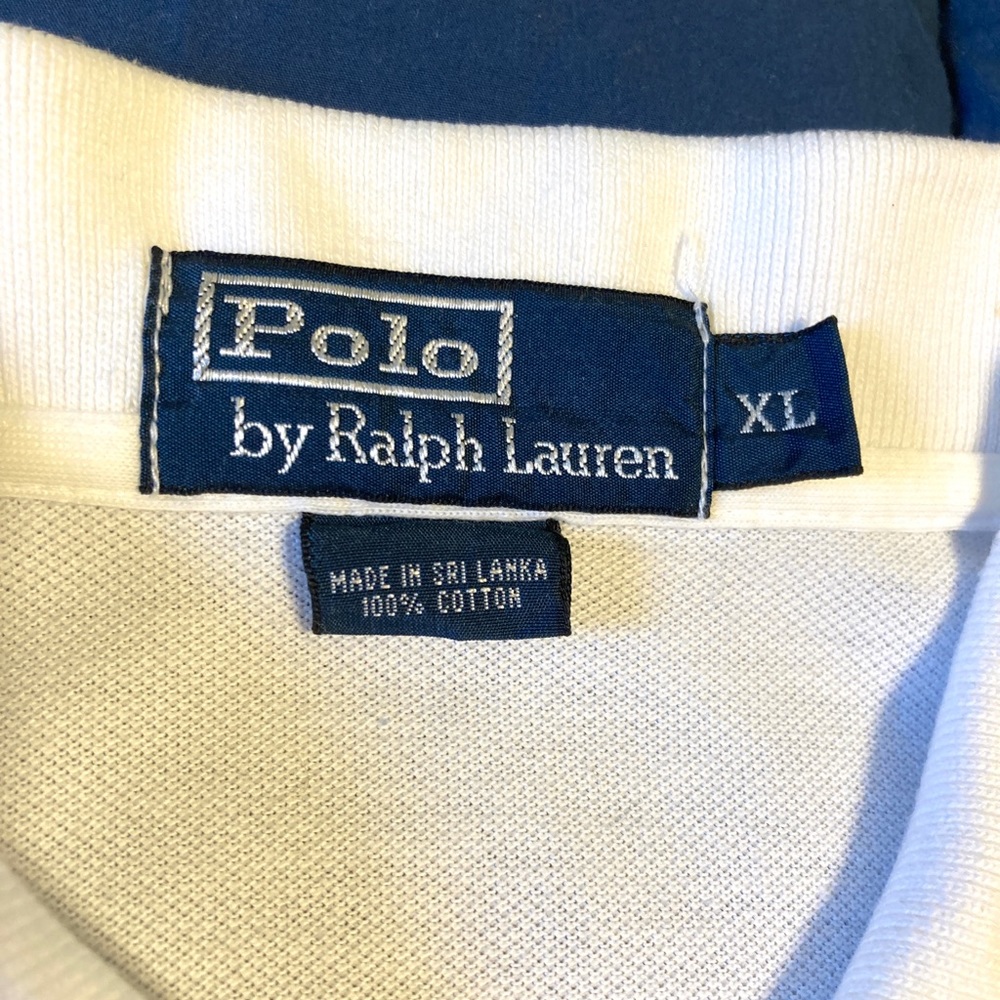 Polo
by Ralph Lauren
XL
MADE IN SRI LANKA
100% COTTON